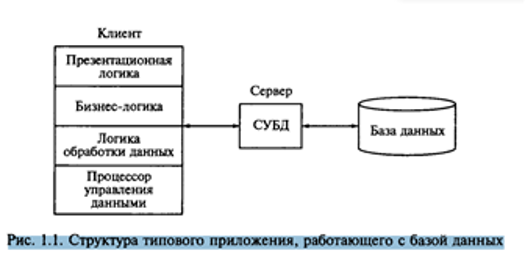 Клиент
Презентационная
логика
Бизнес-логика
Логика
обработки данных
Процессор
управления
данными
Сервер
СУБД
База данных
Рис. 1.1. Структура типового приложения, работающего с базой данных